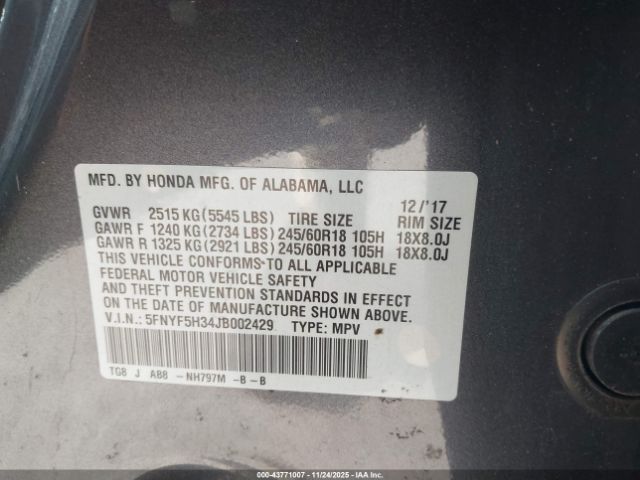 MFD. BY HONDA MFG. OF ALABAMA, LLC 12/'17
GVWR 2515 KG (5545 LBS) TIRE SIZE RIM SIZE
GAWR F 1240 KG (2734 LBS) 245/60R18 105H 18X8.0J
GAWR R 1325 KG (2921 LBS) 245/60R18 105H 18X8.0J
THIS VEHICLE CONFORMS TO ALL APPLICABLE
FEDERAL MOTOR VEHICLE SAFETY
AND THEFT PREVENTION STANDARDS IN EFFECT
ON THE DATE OF MANUFACTURE SHOWN ABOVE.
V.I.N.: 5FNYF5H34JB002429 TYPE: MPV
TG8 J AB8 -NH797M -B-B
© IAA - 43771007 - 11/24/2025 - IAAI.COM